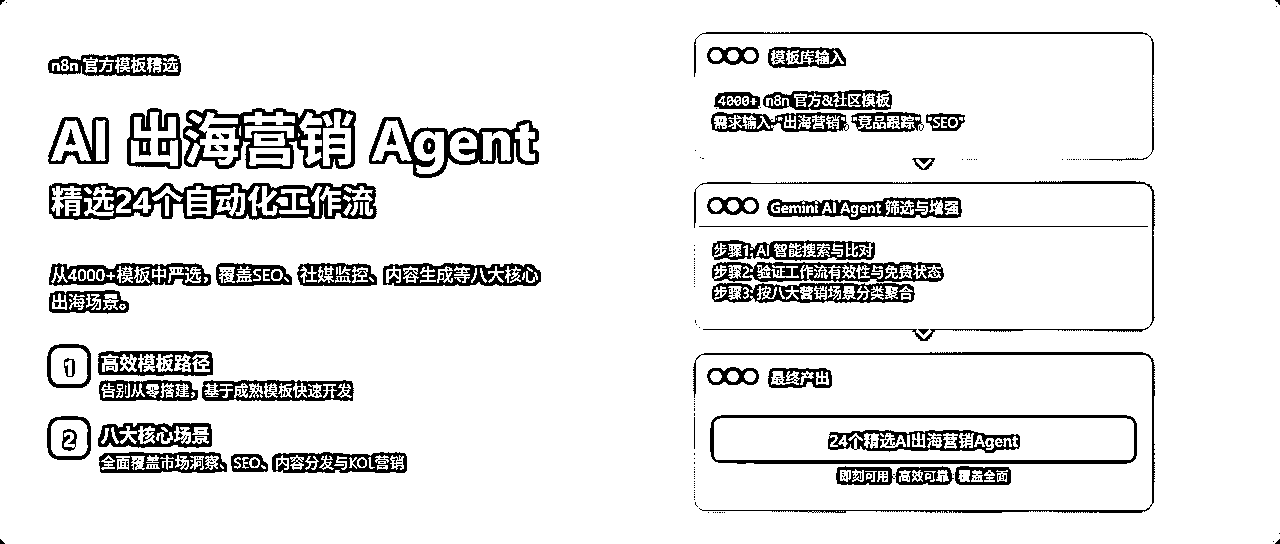 n8n 官方模板精选
AI 出海营销 Agent
精选24个自动化工作流
从4000+模板中严选，覆盖SEO、社媒监控、内容生成等八大核心
出海场景。
1
高效模板路径
告别从零搭建，基于成熟模板快速开发
2
八大核心场景
全面覆盖市场洞察、SEO、内容分发与KOL营销
模板库输入
4000+ n8n 官方&社区模板
需求输入："出海营销"、"竞品跟踪"、"SEO"
Gemini AI Agent 筛选与增强
步骤1: AI 智能搜索与比对
步骤2: 验证工作流有效性与免费状态
步骤3: 按八大营销场景分类聚合
最终产出
24个精选AI出海营销Agent
即刻可用 · 高效可靠 · 覆盖全面